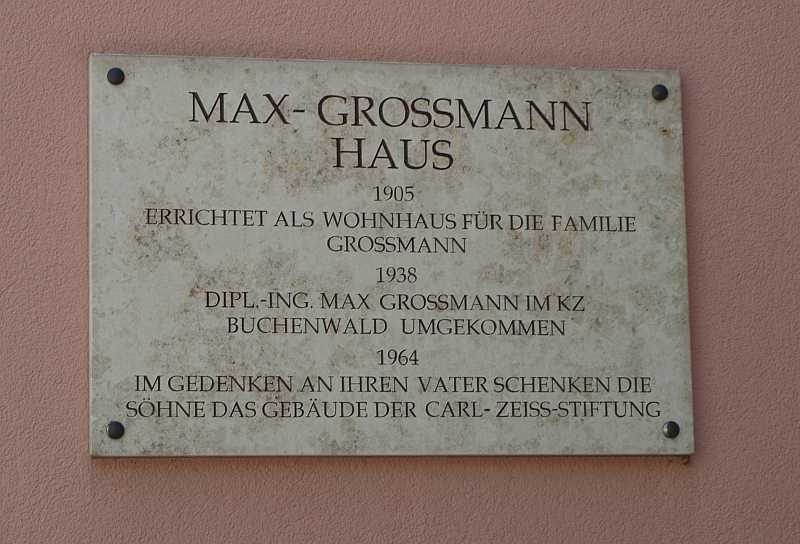 MAX- GROSSMANN
HAUS
1905
ERRICHTET ALS WOHNHAUS FÜR DIE FAMILIE
GROSSMANN
1938
DIPL.-ING. MAX GROSSMANN IM KZ
BUCHENWALD UMGEKOMMEN
1964
IM GEDENKEN AN IHREN VATER SCHENKEN DIE
SÖHNE DAS GEBÄUDE DER CARL- ZEISS-STIFTUNG